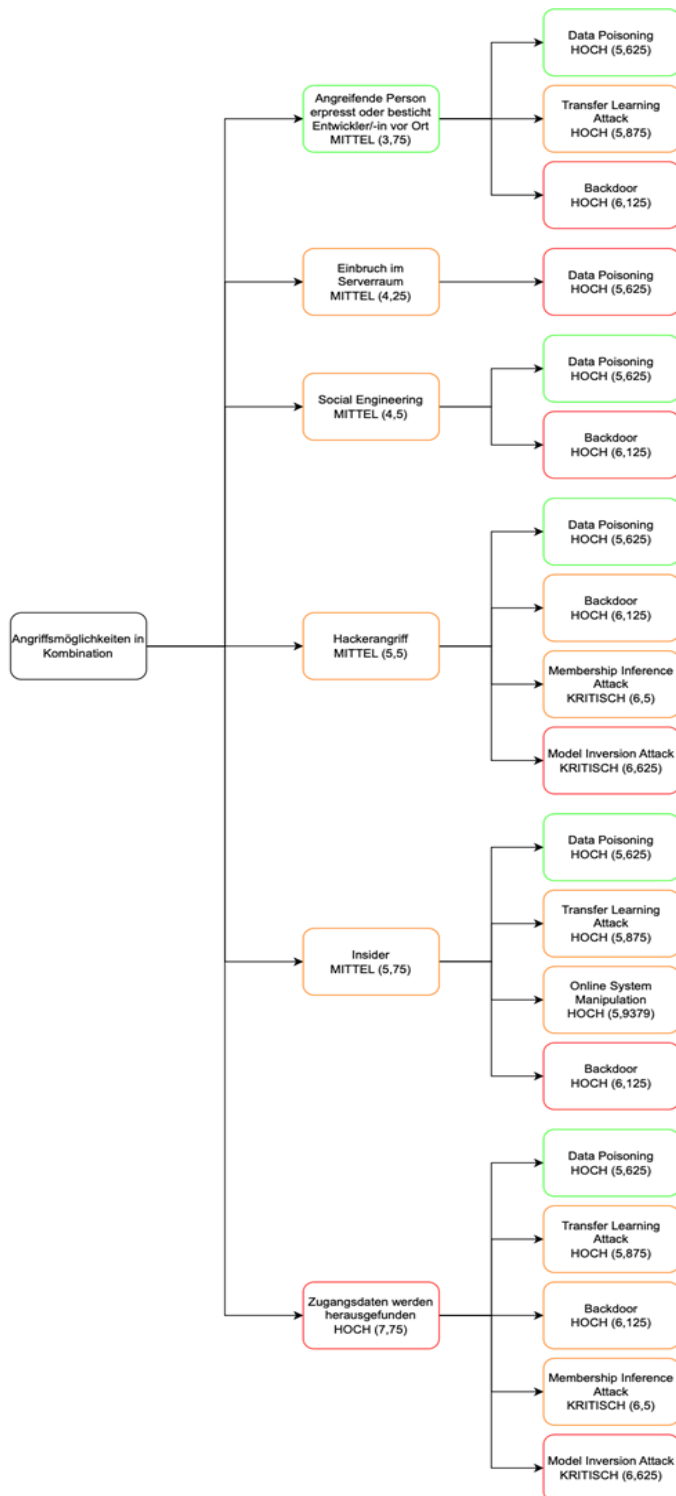 Angriffsmöglichkeiten in
Kombination
Angreifende Person
erpresst oder besticht
Entwickler/-in vor Ort
MITTEL (3,75)
Data Poisoning
HOCH (5,625)
Transfer Learning
Attack
HOCH (5,875)
Backdoor
HOCH (6,125)
Einbruch im
Serverraum
MITTEL (4,25)
Data Poisoning
HOCH (5,625)
Social Engineering
MITTEL (4,5)
Data Poisoning
HOCH (5,625)
Backdoor
HOCH (6,125)
Hackerangriff
MITTEL (5,5)
Data Poisoning
HOCH (5,625)
Backdoor
HOCH (6,125)
Membership Inference
Attack
KRITISCH (6,5)
Model Inversion Attack
KRITISCH (6,625)
Insider
MITTEL (5,75)
Data Poisoning
HOCH (5,625)
Transfer Learning
Attack
HOCH (5,875)
Online System
Manipulation
HOCH (5,9379)
Backdoor
HOCH (6,125)
Zugangsdaten werden
herausgefunden
HOCH (7,75)
Data Poisoning
HOCH (5,625)
Transfer Learning
Attack
HOCH (5,875)
Backdoor
HOCH (6,125)
Membership Inference
Attack
KRITISCH (6,5)
Model Inversion Attack
KRITISCH (6,625)